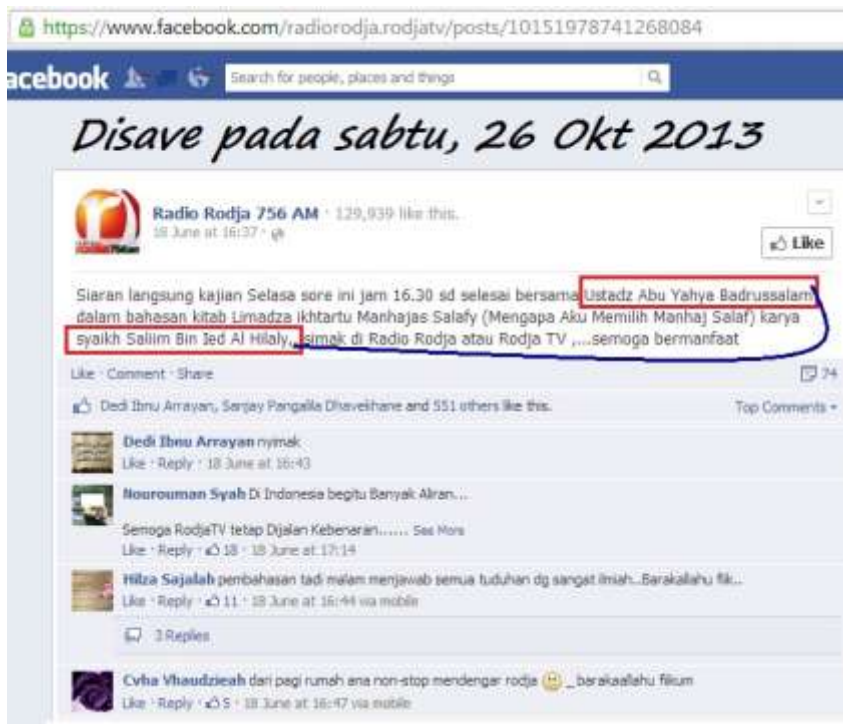 https://www.facebook.com/radiorodja.rodjatv/posts/10151978741268084
acebook
Search for people, places and things
Disave pada sabtu, 26 Okt 2013
Radio Rodja 756 AM · 129,939 like this.
18 June at 16:37 ·
Like
Siaran langsung kajian Selasa sore ini jam 16.30 sd selesai bersama Ustadz Abu Yahya Badrussalam
dalam bahasan kitab Limadza ikhtartu Manhajas Salafy (Mengapa Aku Memilih Manhaj Salaf) karya
syaikh Saliim Bin Ied Al Hilaly, simak di Radio Rodja atau Rodja TV ,...semoga bermanfaat
Like · Comment · Share
74
Dedi Ibnu Arrayan, Sanjay Pangalila Dhavelihane and 551 others like this.
Top Comments
Dedi Ibnu Arrayan nyimak
Like · Reply · 18 June at 16:43
Nourouman Syah Di Indonesia begitu Banyak Aliran...
Semoga RodjaTV tetap Dijalan Kebenaran...... See More
Like · Reply · 18 · 18 June at 17:14
Hilza Sajalah pembahasan tadi malam menjawab semua tuduhan dg sangat ilmiah..Barakallahu fik...
Like · Reply · 11 · 18 June at 16:44 via mobile
3 Replies
Cvha Vhaudzieah dari pagi rumah ana non-stop mendengar rodja _barakaallahu fiikum
Like · Reply · 5 · 18 June at 16:47 via mobile